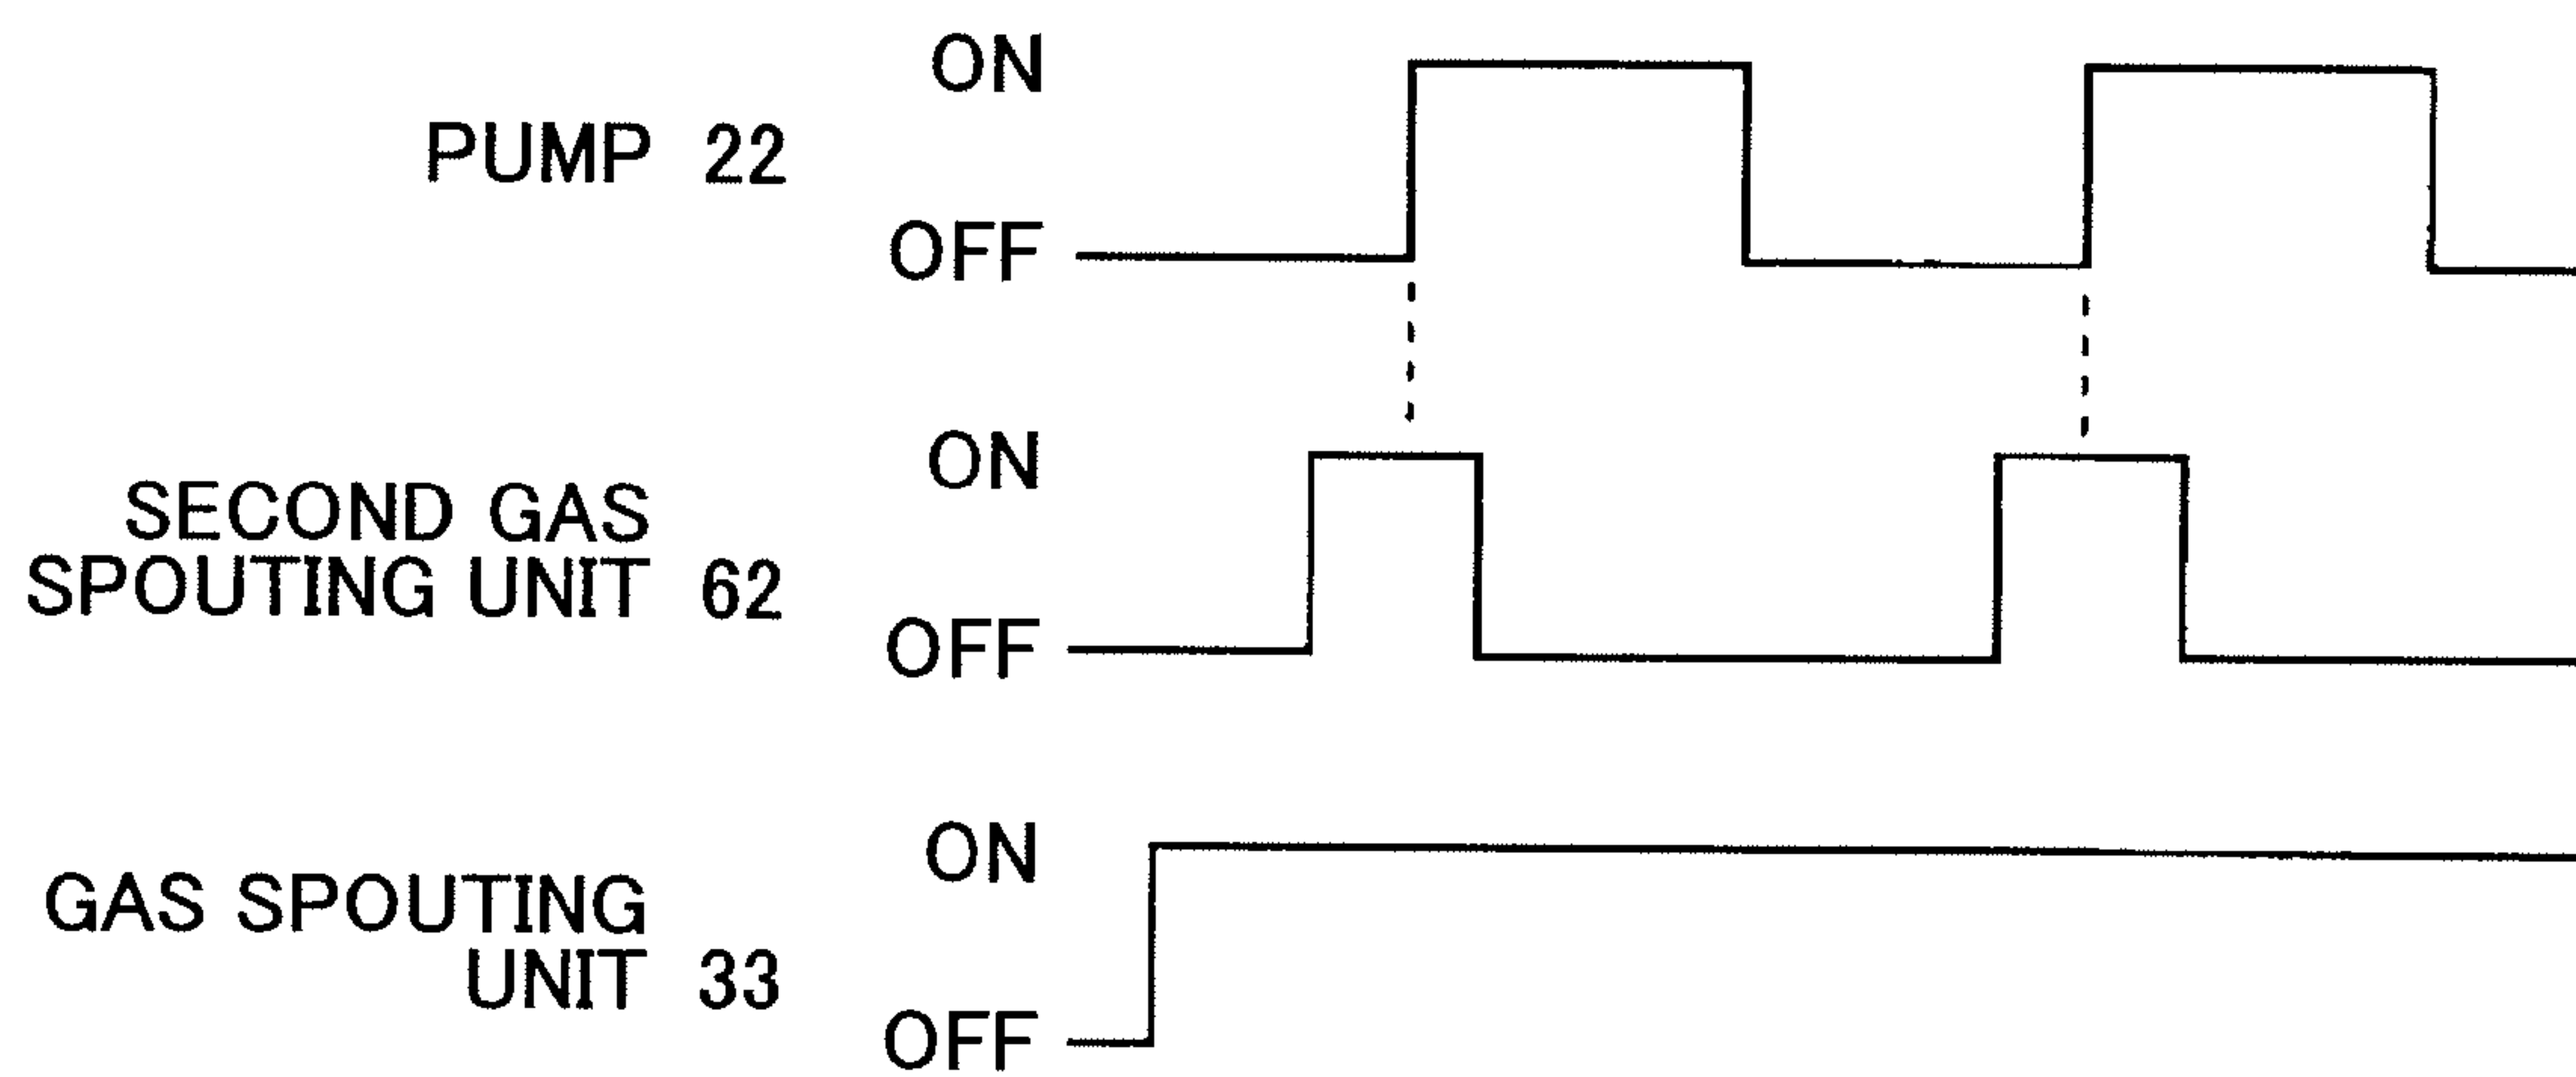 ON
PUMP 22
OFF
ON
SECOND GAS
SPOUTING UNIT 62
OFF
ON
GAS SPOUTING
UNIT 33
OFF